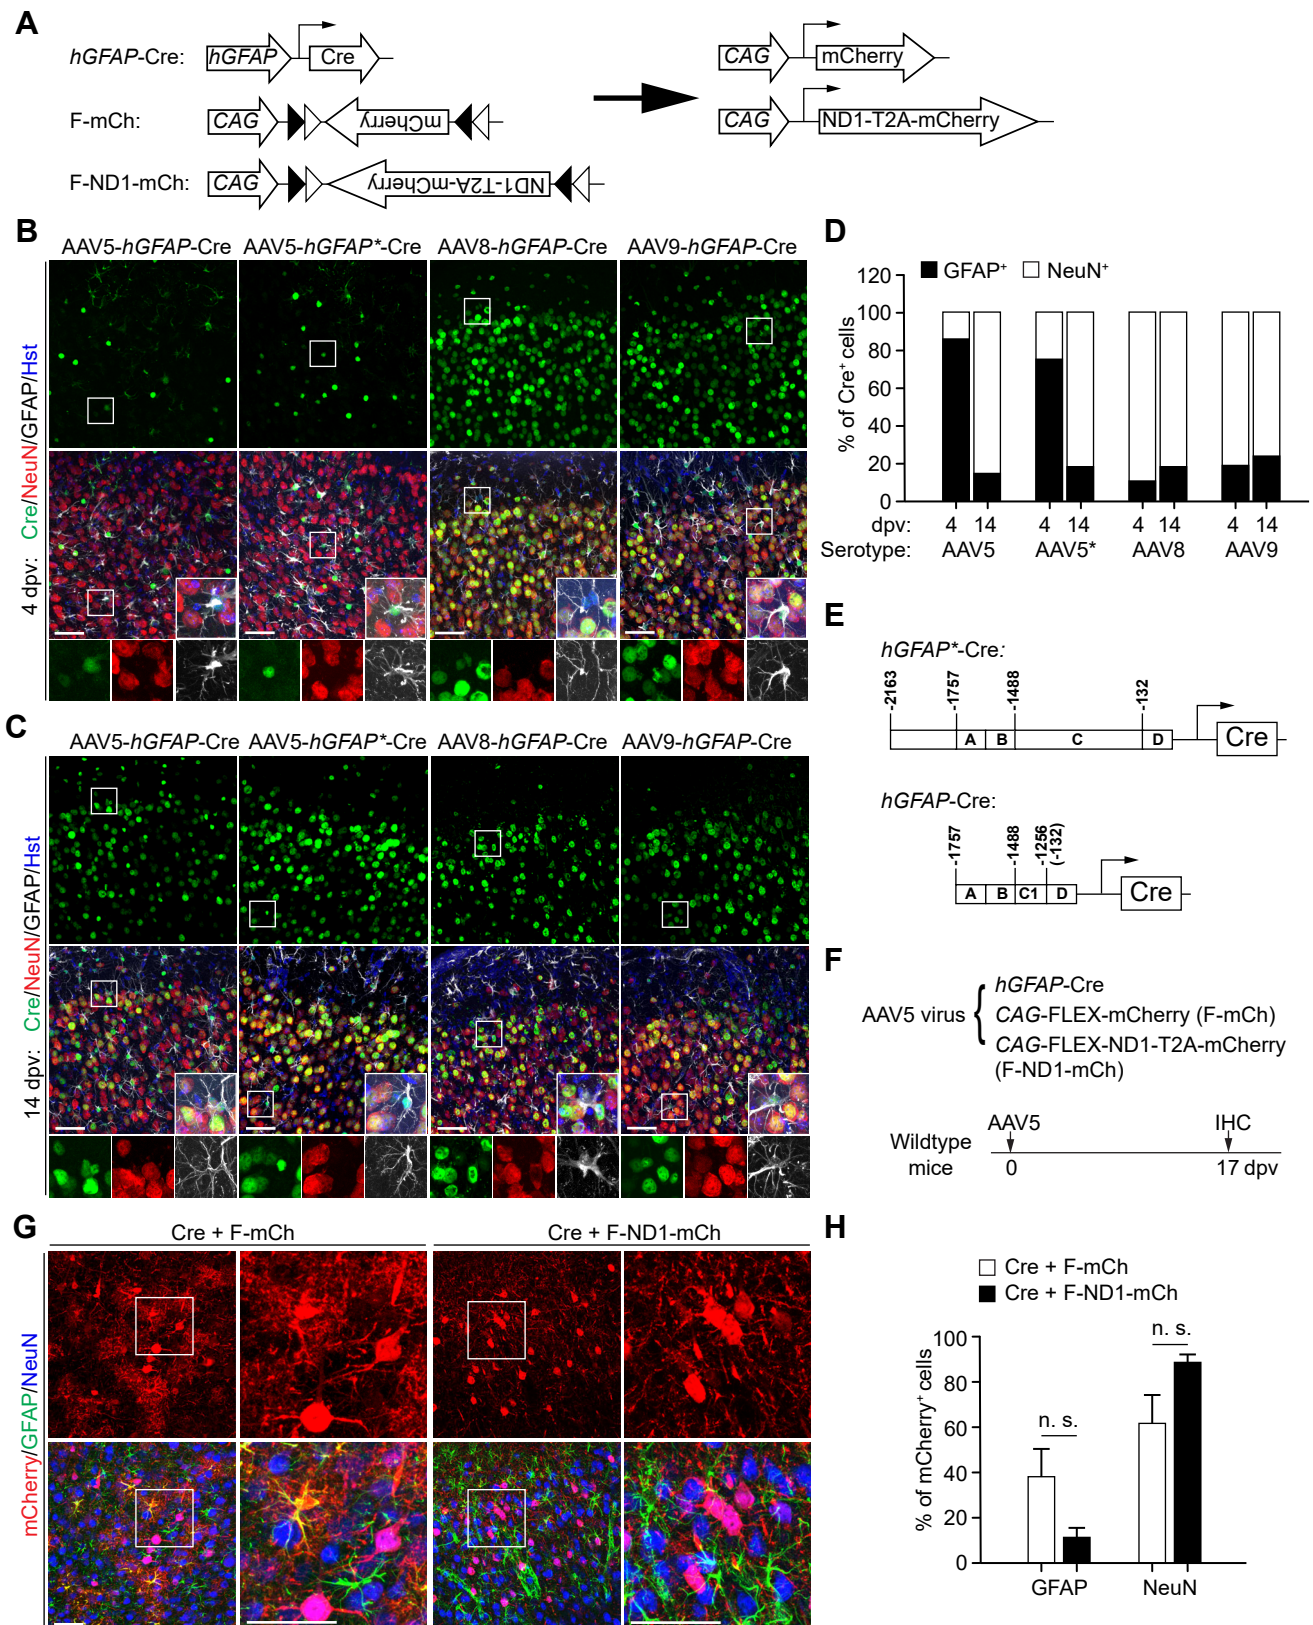 A
hGFAP-Cre:
hGFAP
Cre
CAG
mCherry
F-mCh:
CAG
mCherry
CAG
ND1-T2A-mCherry
F-ND1-mCh:
CAG
ND1-T2A-mCherry
B
AAV5-hGFAP-Cre
AAV5-hGFAP*-Cre
AAV8-hGFAP-Cre
AAV9-hGFAP-Cre
4 dpv: Cre/NeuN/GFAP/Hst
C
AAV5-hGFAP-Cre
AAV5-hGFAP*-Cre
AAV8-hGFAP-Cre
AAV9-hGFAP-Cre
14 dpv: Cre/NeuN/GFAP/Hst
D
GFAP+
NeuN+
% of Cre+ cells
120
100
80
60
40
20
0
dpv: 4 14 4 14 4 14 4 14
Serotype: AAV5 AAV5* AAV8 AAV9
E
hGFAP*-Cre:
-2163
-1757
-1488
-132
A B C D
Cre
hGFAP-Cre:
-1757
-1488
-1256
(-132)
A B C1 D
Cre
F
AAV5 virus {
hGFAP-Cre
CAG-FLEX-mCherry (F-mCh)
CAG-FLEX-ND1-T2A-mCherry
(F-ND1-mCh)
AAV5
IHC
Wildtype
mice
0
17 dpv
G
Cre + F-mCh
Cre + F-ND1-mCh
mCherry/GFAP/NeuN
H
Cre + F-mCh
Cre + F-ND1-mCh
% of mCherry+ cells
100
80
60
40
20
0
n. s.
n. s.
GFAP
NeuN